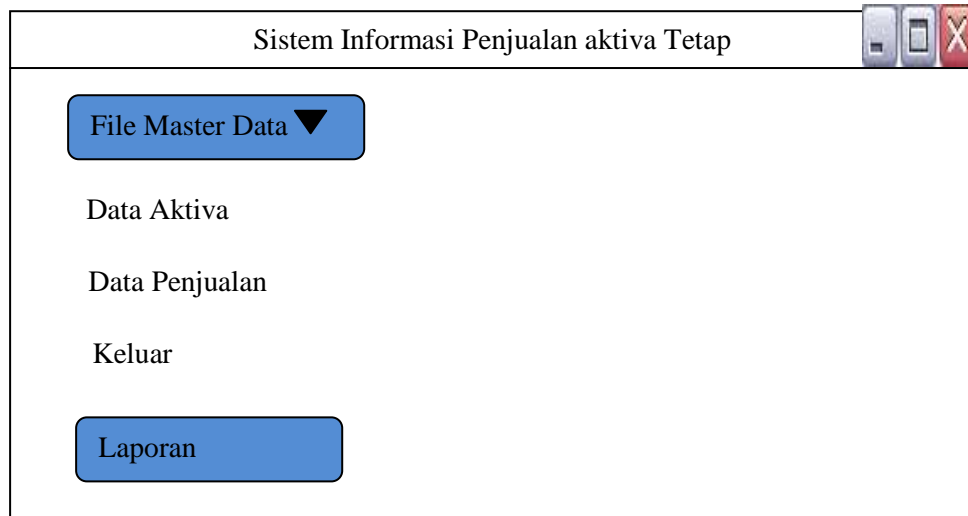 Sistem Informasi Penjualan aktiva Tetap
File Master Data
Data Aktiva
Data Penjualan
Keluar
Laporan